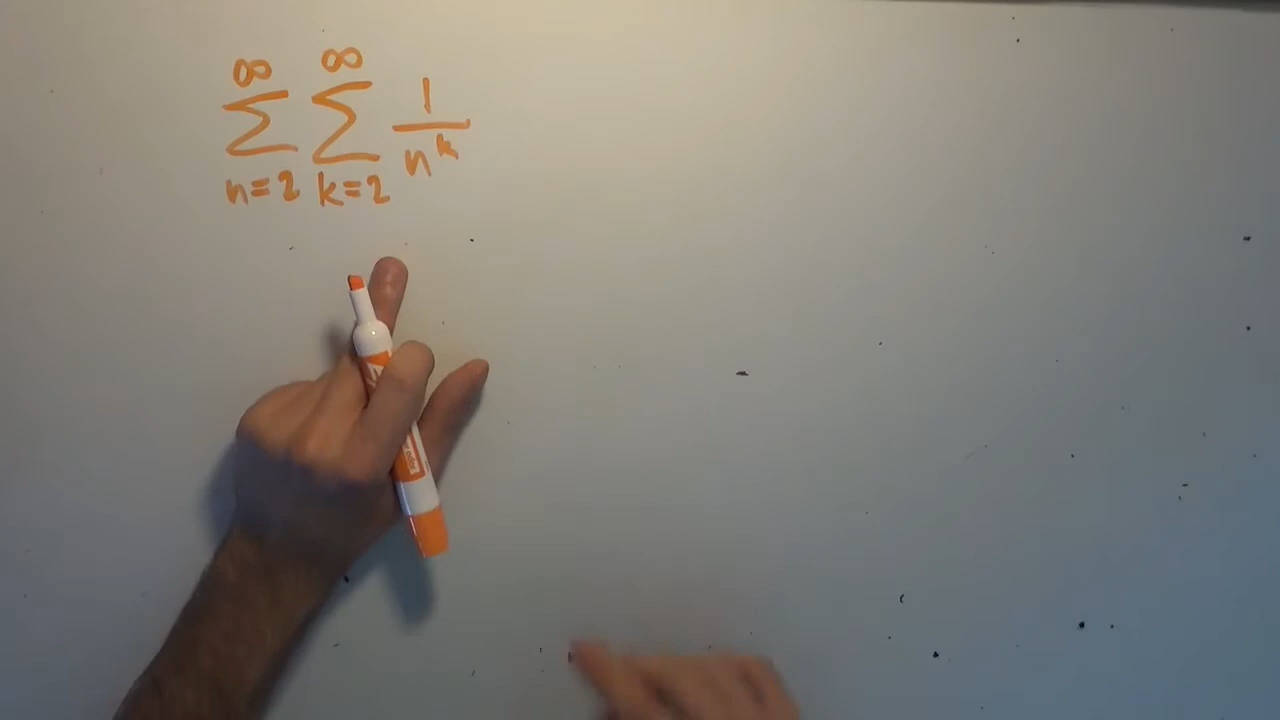 ∞ ∞
∑ ∑ 1/n^k
n=2 k=2